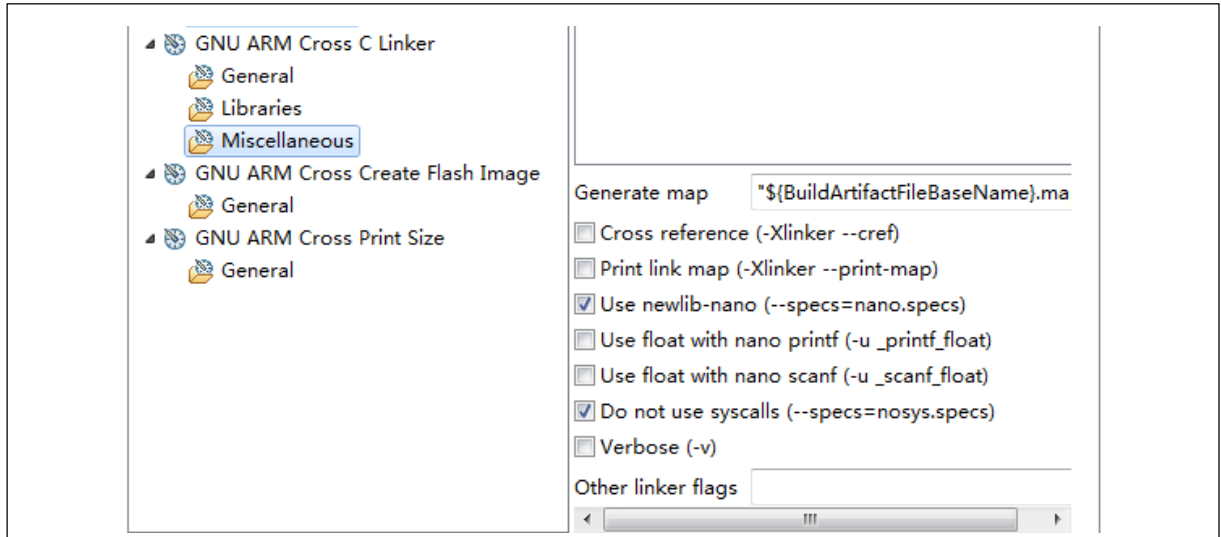 GNU ARM Cross C Linker
General
Libraries
Miscellaneous
GNU ARM Cross Create Flash Image
General
GNU ARM Cross Print Size
General
Generate map "${BuildArtifactFileBaseName}.ma
Cross reference (-Xlinker --cref)
Print link map (-Xlinker --print-map)
Use newlib-nano (--specs=nano.specs)
Use float with nano printf (-u _printf_float)
Use float with nano scanf (-u _scanf_float)
Do not use syscalls (--specs=nosys.specs)
Verbose (-v)
Other linker flags